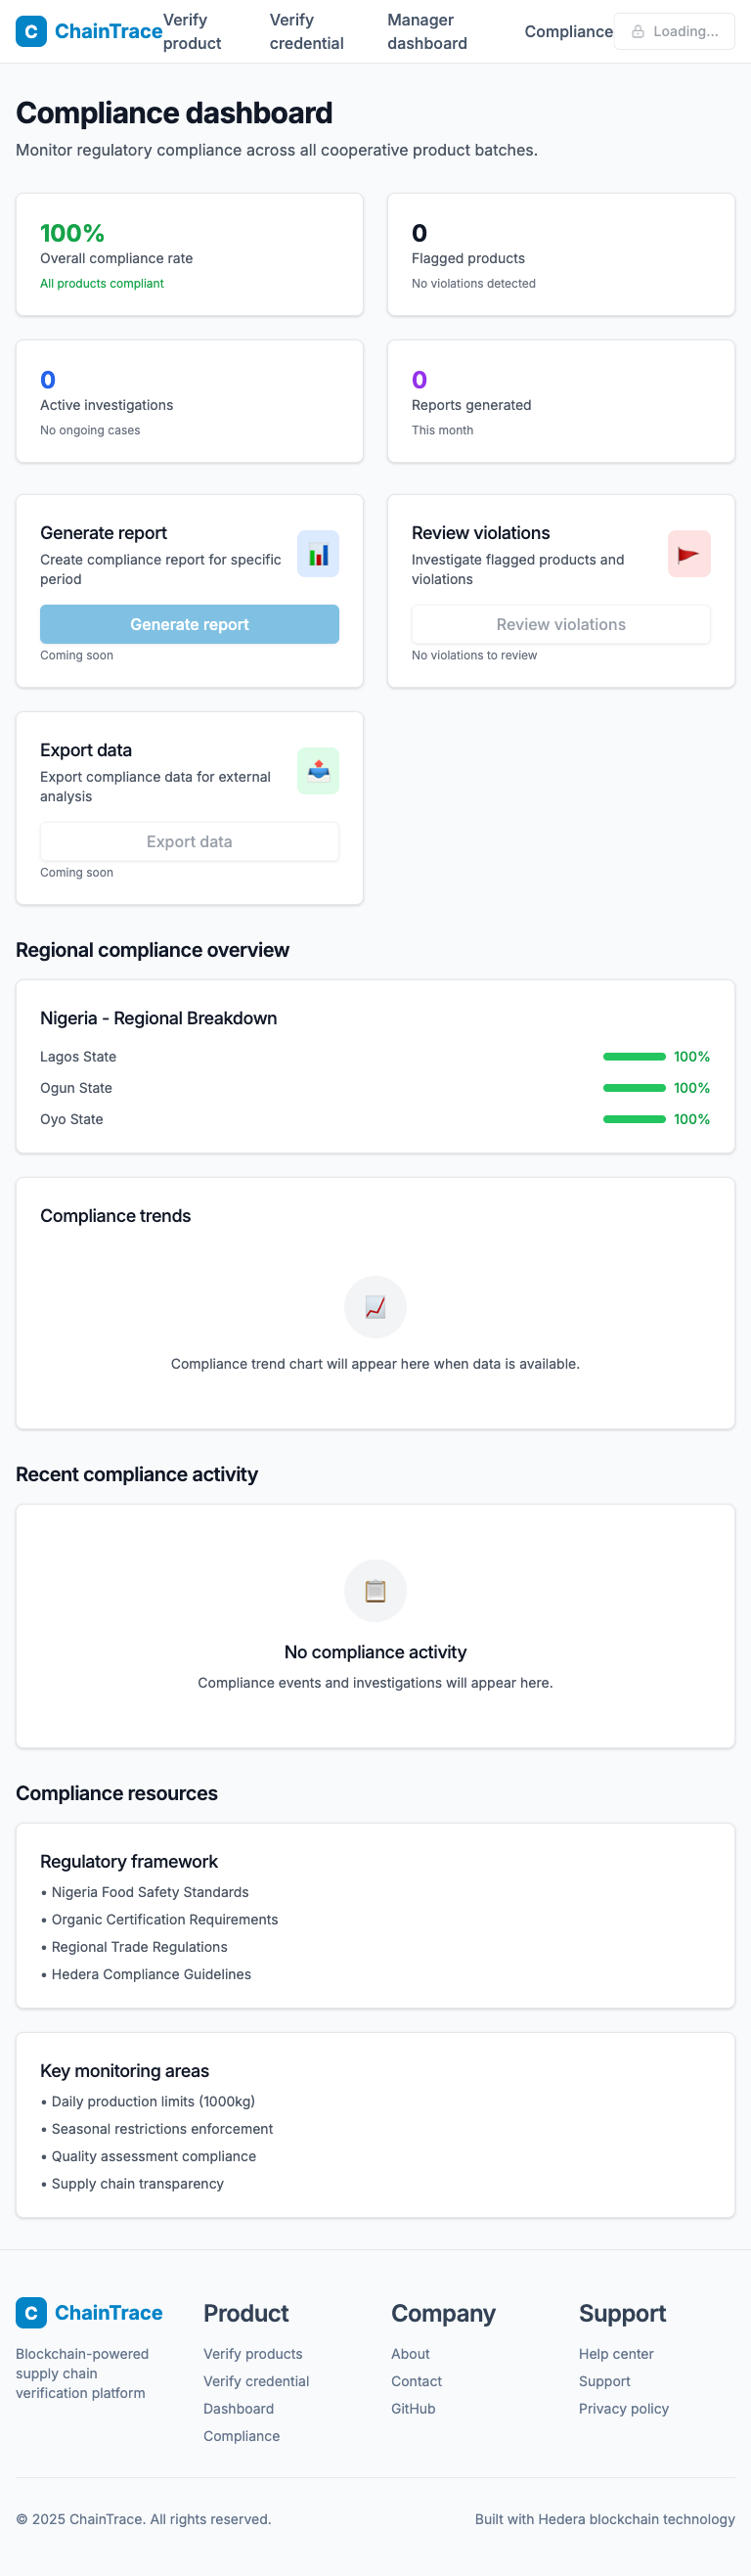 C ChainTrace
Verify product
Verify credential
Manager dashboard
Compliance
Loading...
Compliance dashboard
Monitor regulatory compliance across all cooperative product batches.
100%
Overall compliance rate
All products compliant
0
Flagged products
No violations detected
0
Active investigations
No ongoing cases
0
Reports generated
This month
Generate report
Create compliance report for specific
period
Generate report
Coming soon
Review violations
Investigate flagged products and
violations
Review violations
No violations to review
Export data
Export compliance data for external
analysis
Export data
Coming soon
Regional compliance overview
Nigeria - Regional Breakdown
Lagos State 100%
Ogun State 100%
Oyo State 100%
Compliance trends
Compliance trend chart will appear here when data is available.
Recent compliance activity
No compliance activity
Compliance events and investigations will appear here.
Compliance resources
Regulatory framework
• Nigeria Food Safety Standards
• Organic Certification Requirements
• Regional Trade Regulations
• Hedera Compliance Guidelines
Key monitoring areas
• Daily production limits (1000kg)
• Seasonal restrictions enforcement
• Quality assessment compliance
• Supply chain transparency
C ChainTrace
Blockchain-powered
supply chain
verification platform
Product
Verify products
Verify credential
Dashboard
Compliance
Company
About
Contact
GitHub
Support
Help center
Support
Privacy policy
© 2025 ChainTrace. All rights reserved.
Built with Hedera blockchain technology